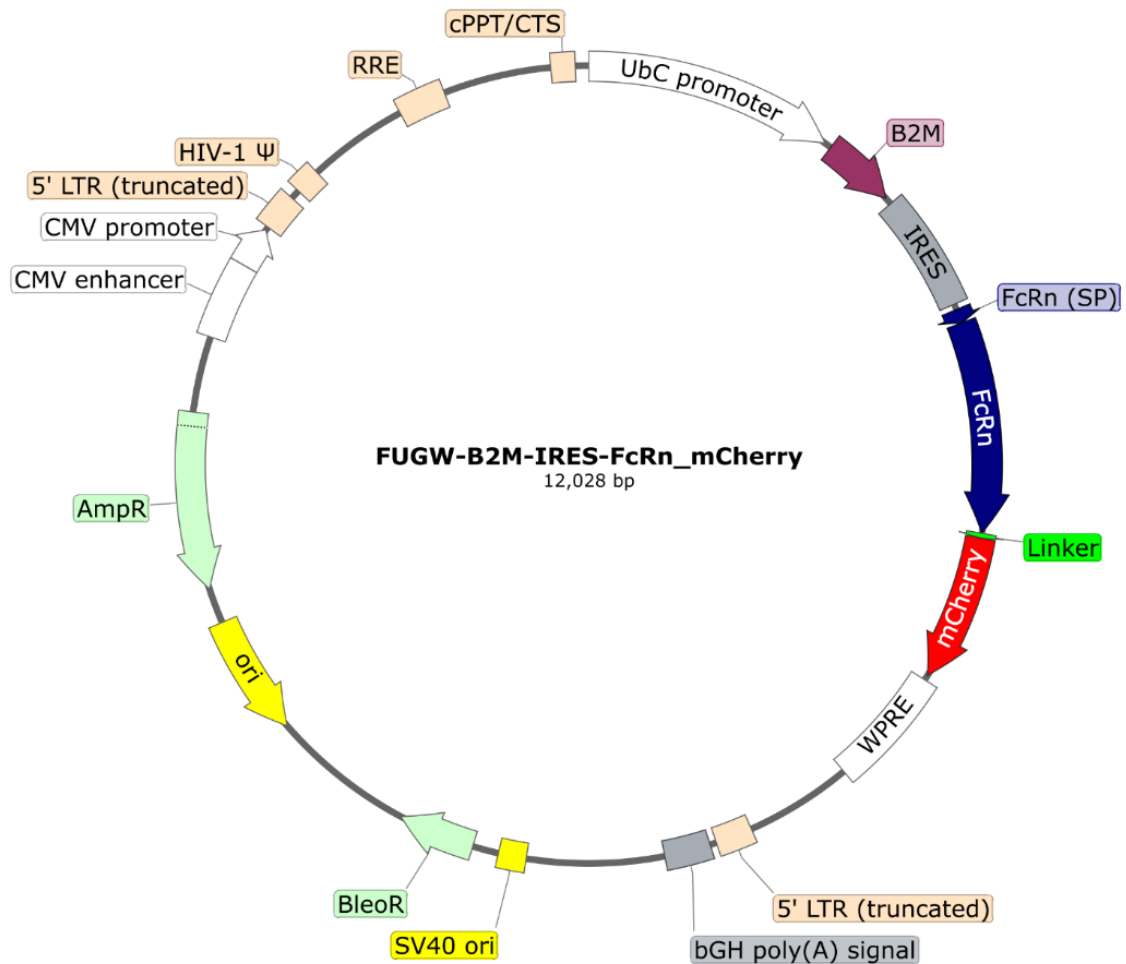 cPPT/CTS
UbC promoter
RRE
B2M
HIV-1 Ψ
5' LTR (truncated)
CMV promoter
IRES
CMV enhancer
FcRn (SP)
FcRn
FUGW-B2M-IRES-FcRn_mCherry
12,028 bp
AmpR
Linker
mCherry
ori
WPRE
BleoR
5' LTR (truncated)
SV40 ori
bGH poly(A) signal